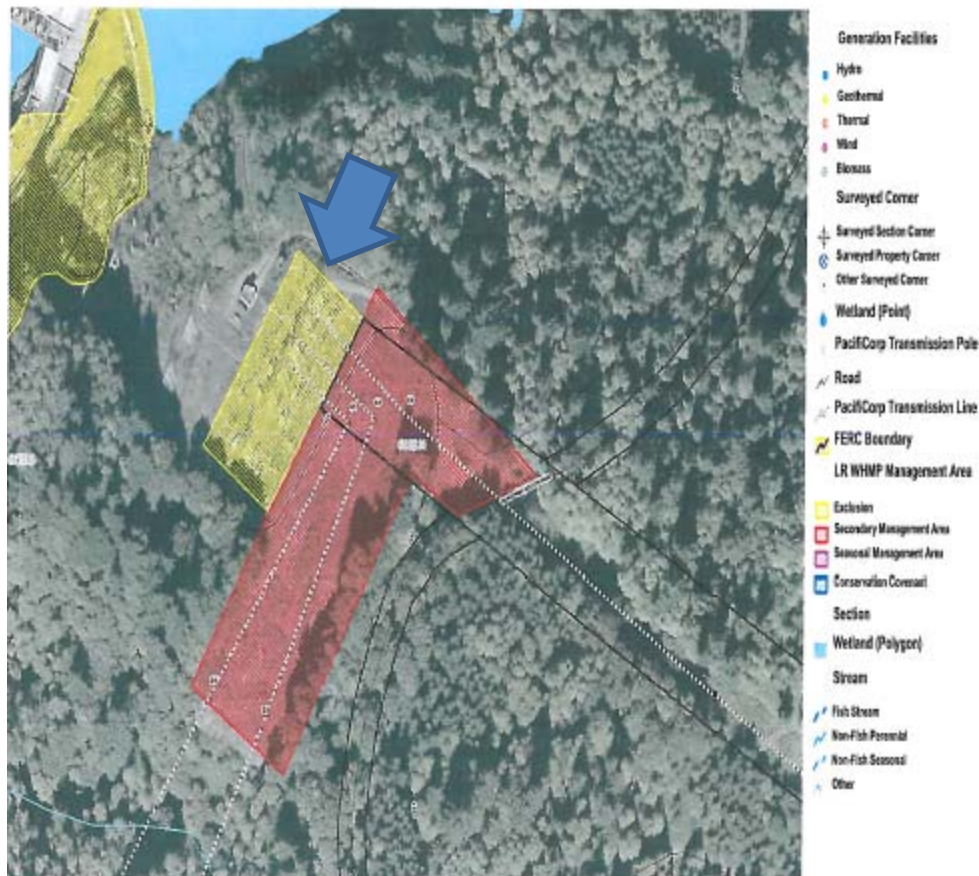 Generation Facilities
Hydro
Geothermal
Thermal
Wind
Biomass
Surveyed Corner
Surveyed Section Corner
Surveyed Property Corner
Other Surveyed Corner
Wetland (Point)
PacifiCorp Transmission Pole
Road
PacifiCorp Transmission Line
FERC Boundary
LR WHMP Management Area
Exclusion
Secondary Management Area
Seasonal Management Area
Conservation Covenant
Section
Wetland (Polygon)
Stream
Fish Stream
Non-Fish Perennial
Non-Fish Seasonal
Other